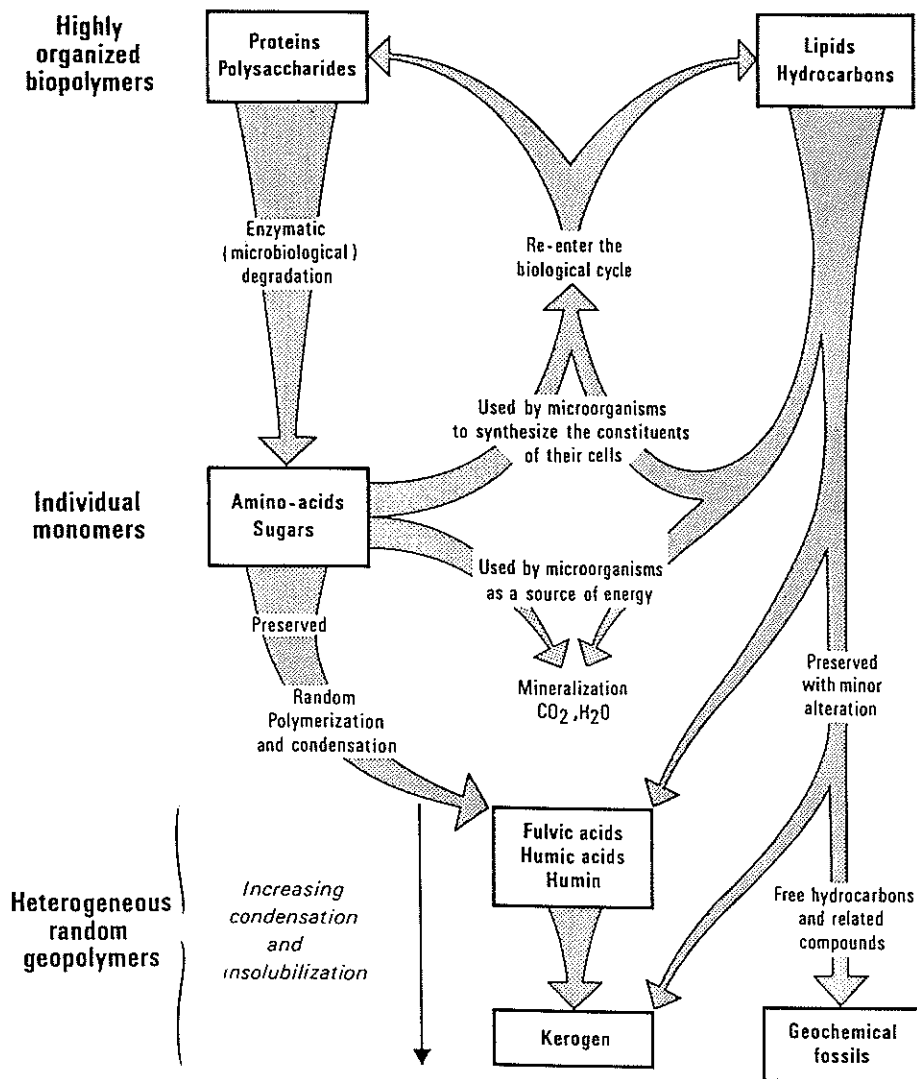 Highly
organized
biopolymers
Proteins
Polysaccharides
Lipids
Hydrocarbons
Enzymatic
(microbiological)
degradation
Re-enter the
biological cycle
Used by microorganisms
to synthesize the constituents
of their cells
Individual
monomers
Amino-acids
Sugars
Used by microorganisms
as a source of energy
Preserved
Random
Polymerization
and condensation
Mineralization
CO2,H2O
Preserved
with minor
alteration
Fulvic acids
Humic acids
Humin
Heterogeneous
random
geopolymers
Increasing
condensation
and
insolubilization
Free hydrocarbons
and related
compounds
Kerogen
Geochemical
fossils